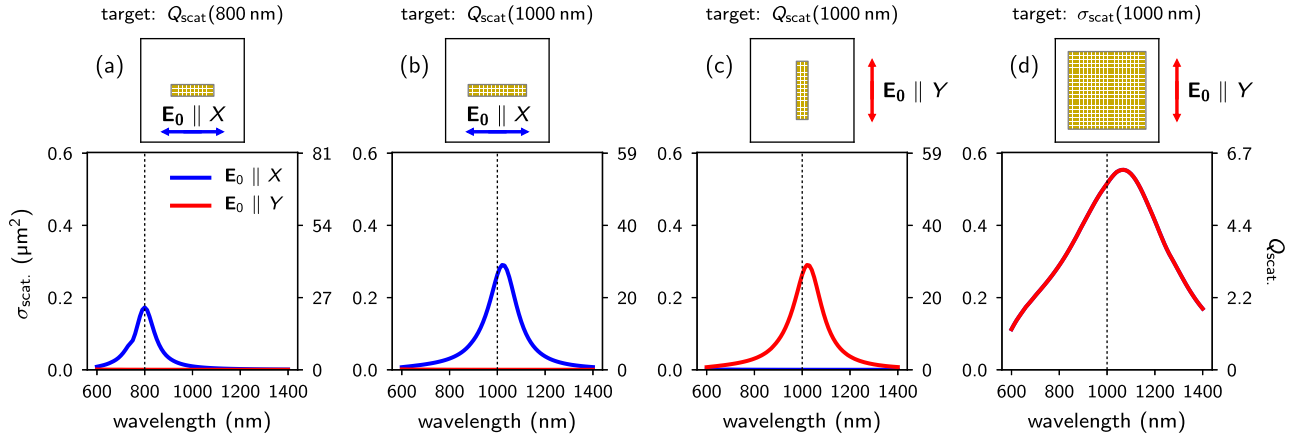 target: Qscat(800 nm)
target: Qscat(1000 nm)
target: Qscat(1000 nm)
target: σscat(1000 nm)
(a)
E0 ∥ X
(b)
E0 ∥ X
(c)
E0 ∥ Y
(d)
E0 ∥ Y
σscat. (µm²)
0.6
0.4
0.2
0.0
E0 ∥ X
E0 ∥ Y
81
54
27
0
600 800 1000 1200 1400
wavelength (nm)
0.6
0.4
0.2
0.0
59
40
20
0
600 800 1000 1200 1400
wavelength (nm)
0.6
0.4
0.2
0.0
59
40
20
0
600 800 1000 1200 1400
wavelength (nm)
0.6
0.4
0.2
0.0
6.7
4.4
2.2
0
Qscat.
600 800 1000 1200 1400
wavelength (nm)